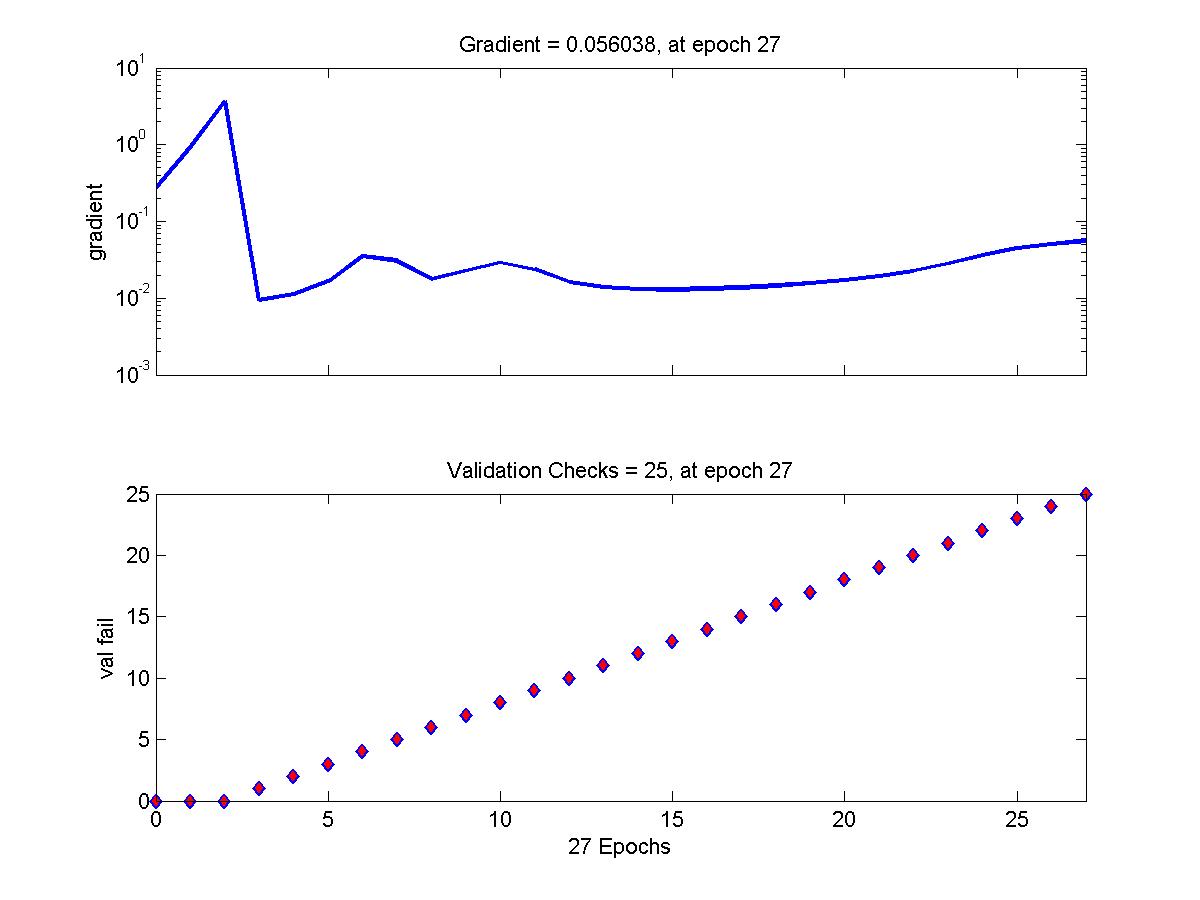 Gradient = 0.056038, at epoch 27
10^1
10^0
10^-1
10^-2
10^-3
gradient
Validation Checks = 25, at epoch 27
25
20
15
10
5
0
val fail
0 5 10 15 20 25
27 Epochs